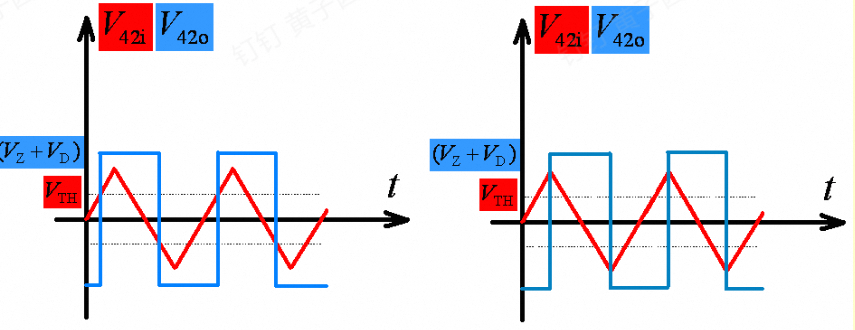 V42i V42o
(VZ + VD)
VTH
t
V42i V42o
(VZ + VD)
VTH
t